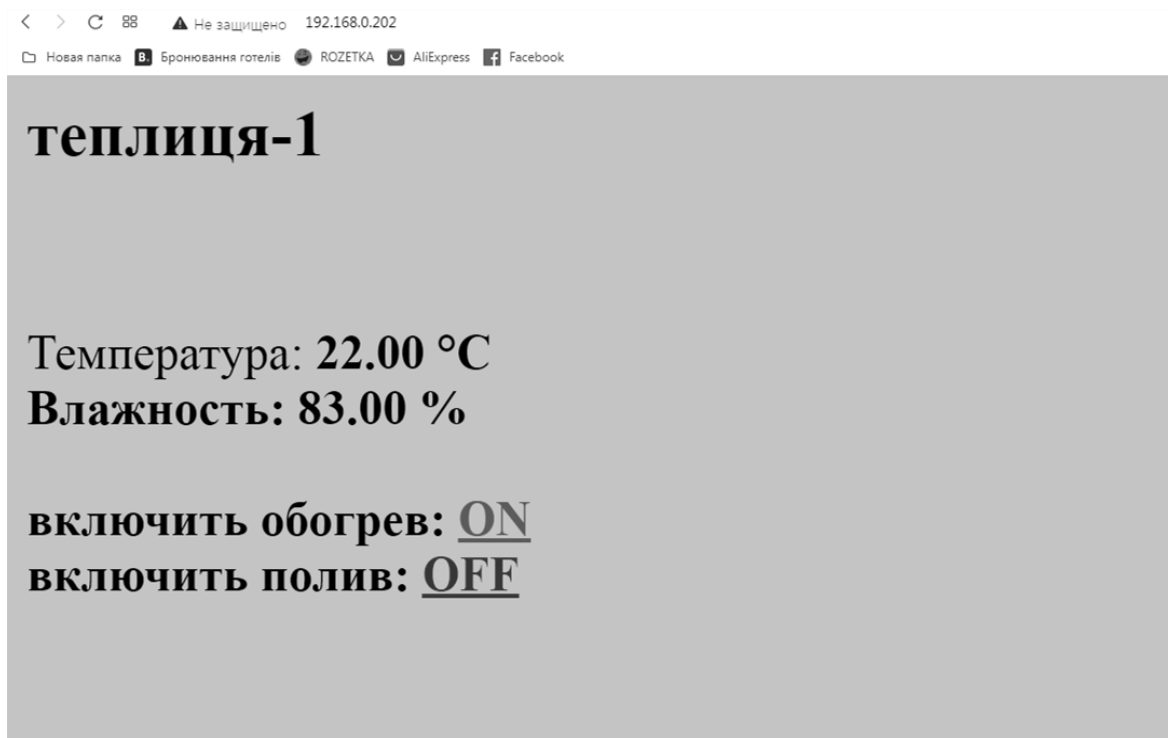 Не защищено 192.168.0.202
Новая папка B. Бронювання готелів ROZETKA AliExpress f Facebook
теплиця-1
Температура: 22.00 °C
Влажность: 83.00 %
включить обогрев: ON
включить полив: OFF